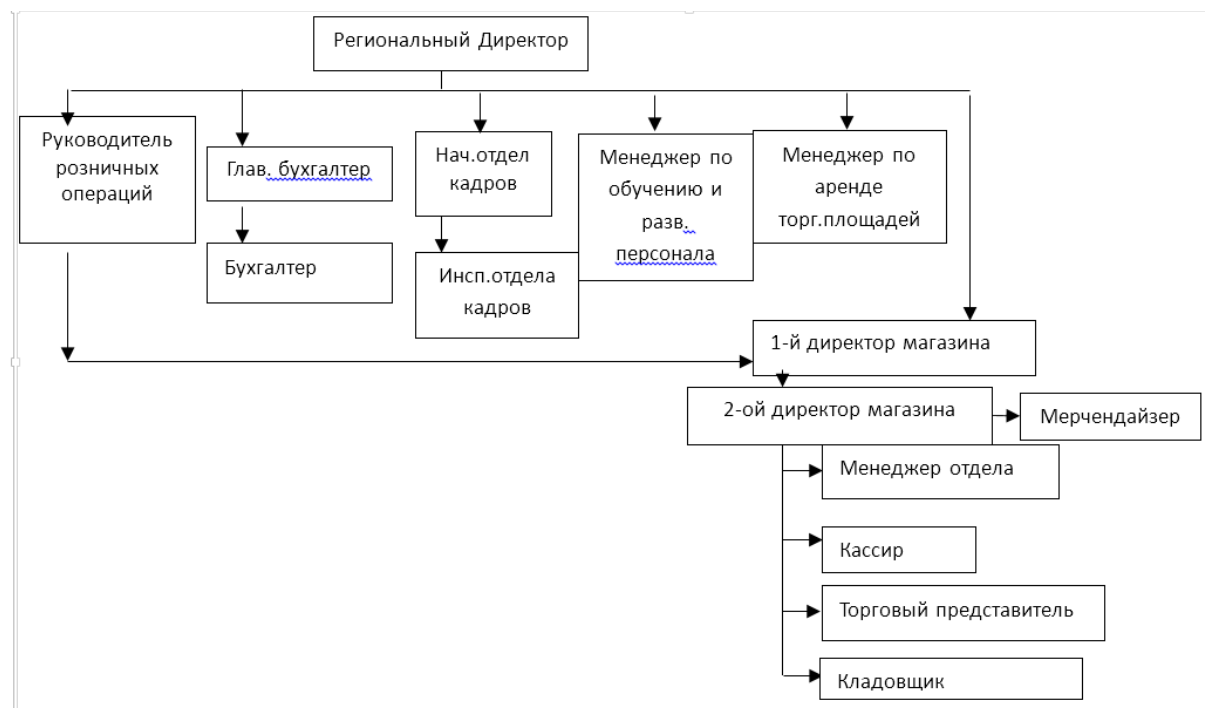 Региональный Директор
Руководитель
розничных
операций
Глав. бухгалтер
Бухгалтер
Нач.отдел
кадров
Инсп.отдела
кадров
Менеджер по
обучению и
разв.
персонала
Менеджер по
аренде
торг.площадей
1-й директор магазина
2-ой директор магазина
Мерчендайзер
Менеджер отдела
Кассир
Торговый представитель
Кладовщик